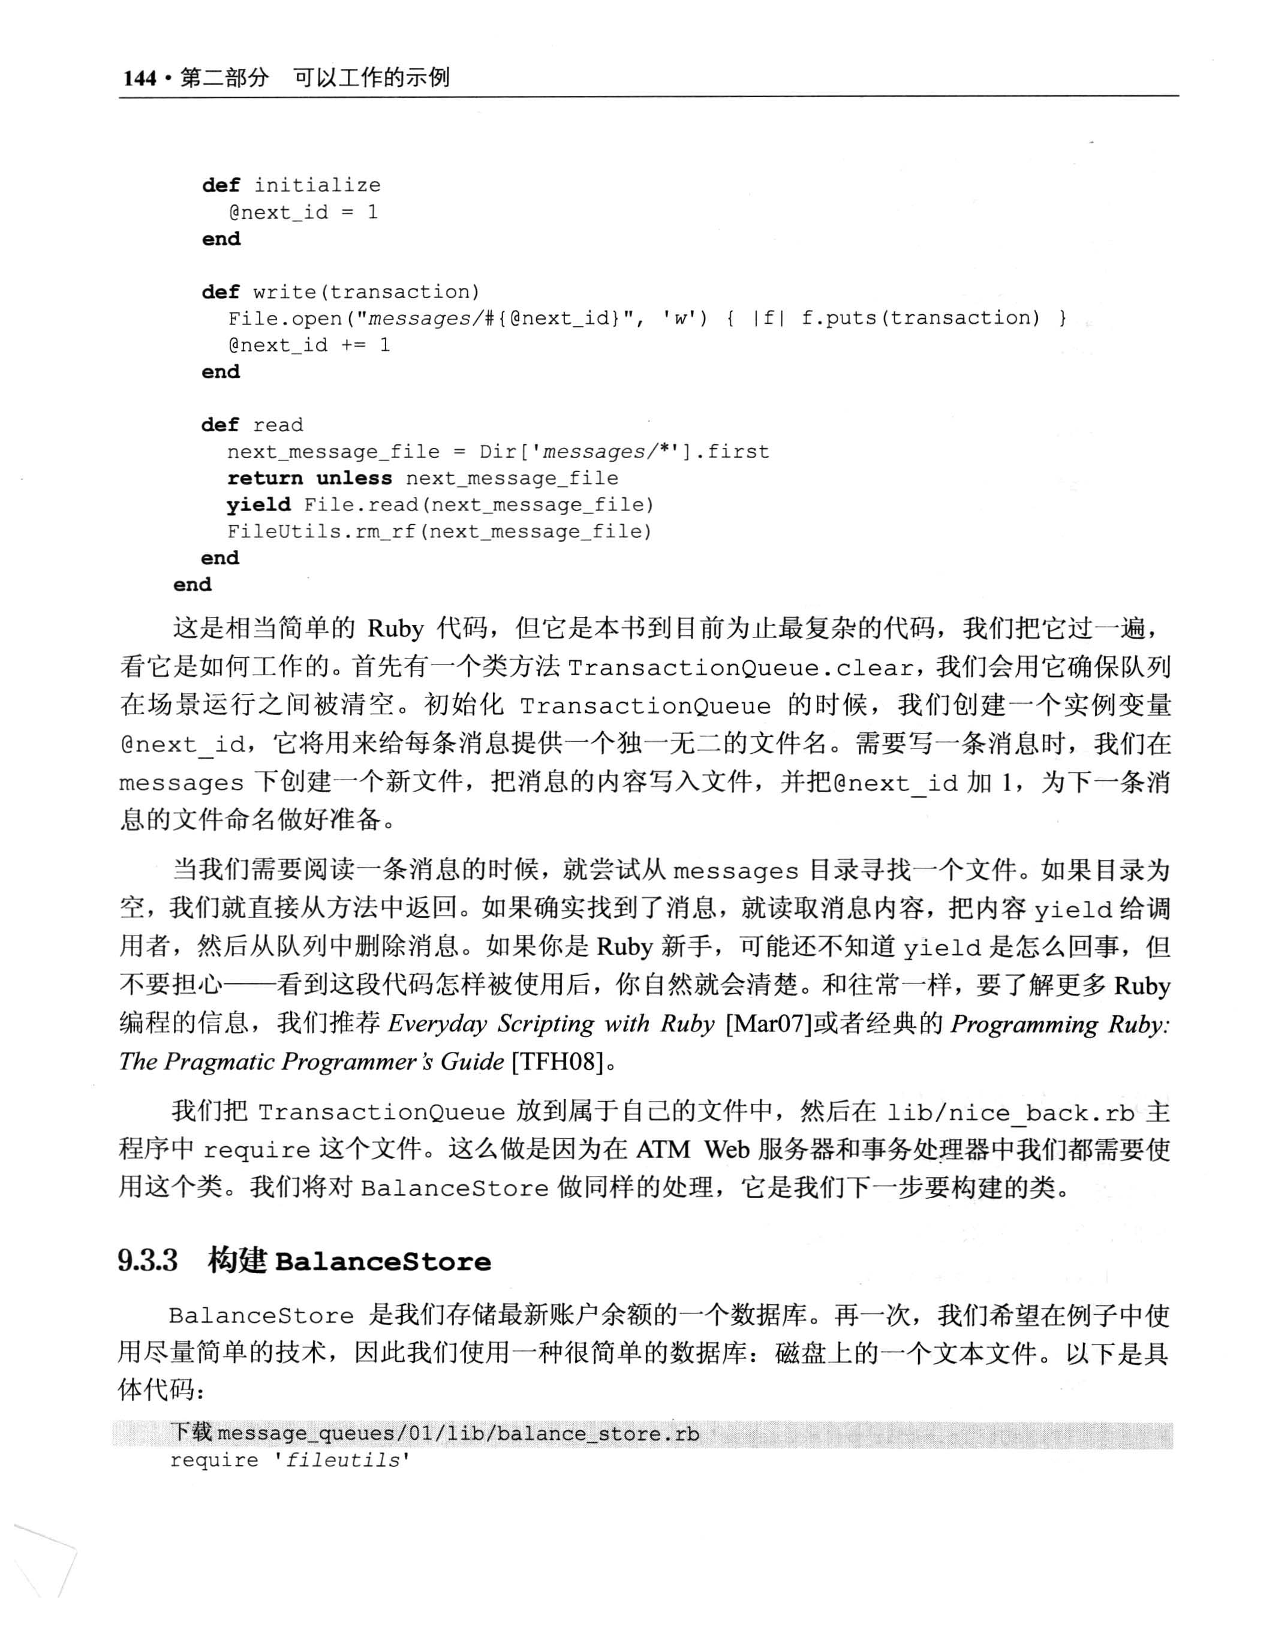 144·第二部分 可以工作的示例
def initialize
@next_id = 1
end
def write(transaction)
File.open("messages/#{@next_id}", 'w') { |f| f.puts(transaction) }
@next_id += 1
end
def read
next_message_file = Dir['messages/*'].first
return unless next_message_file
yield File.read(next_message_file)
FileUtils.rm_rf(next_message_file)
end
end
这是相当简单的 Ruby 代码，但它是本书到目前为止最复杂的代码，我们把它过一遍，
看它是如何工作的。首先有一个类方法 TransactionQueue.clear，我们会用它确保队列
在场景运行之间被清空。初始化 TransactionQueue 的时候，我们创建一个实例变量
@next_id，它将用来给每条消息提供一个独一无二的文件名。需要写一条消息时，我们在
messages 下创建一个新文件，把消息的内容写入文件，并把@next_id 加 1，为下一条消
息的文件命名做好准备。
当我们需要阅读一条消息的时候，就尝试从 messages 目录寻找一个文件。如果目录为
空，我们就直接从方法中返回。如果确实找到了消息，就读取消息内容，把内容 yield 给调
用者，然后从队列中删除消息。如果你是 Ruby 新手，可能还不知道 yield 是怎么回事，但
不要担心——看到这段代码怎样被使用后，你自然就会清楚。和往常一样，要了解更多 Ruby
编程的信息，我们推荐 Everyday Scripting with Ruby [Mar07]或者经典的 Programming Ruby:
The Pragmatic Programmer's Guide [TFH08]。
我们把 TransactionQueue 放到属于自己的文件中，然后在 lib/nice_back.rb 主
程序中 require 这个文件。这么做是因为在 ATM Web 服务器和事务处理器中我们都需要使
用这个类。我们将对 BalanceStore 做同样的处理，它是我们下一步要构建的类。
9.3.3 构建 BalanceStore
BalanceStore 是我们存储最新账户余额的一个数据库。再一次，我们希望在例子中使
用尽量简单的技术，因此我们使用一种很简单的数据库：磁盘上的一个文本文件。以下是具
体代码：
下载 message_queues/01/lib/balance_store.rb
require 'fileutils'